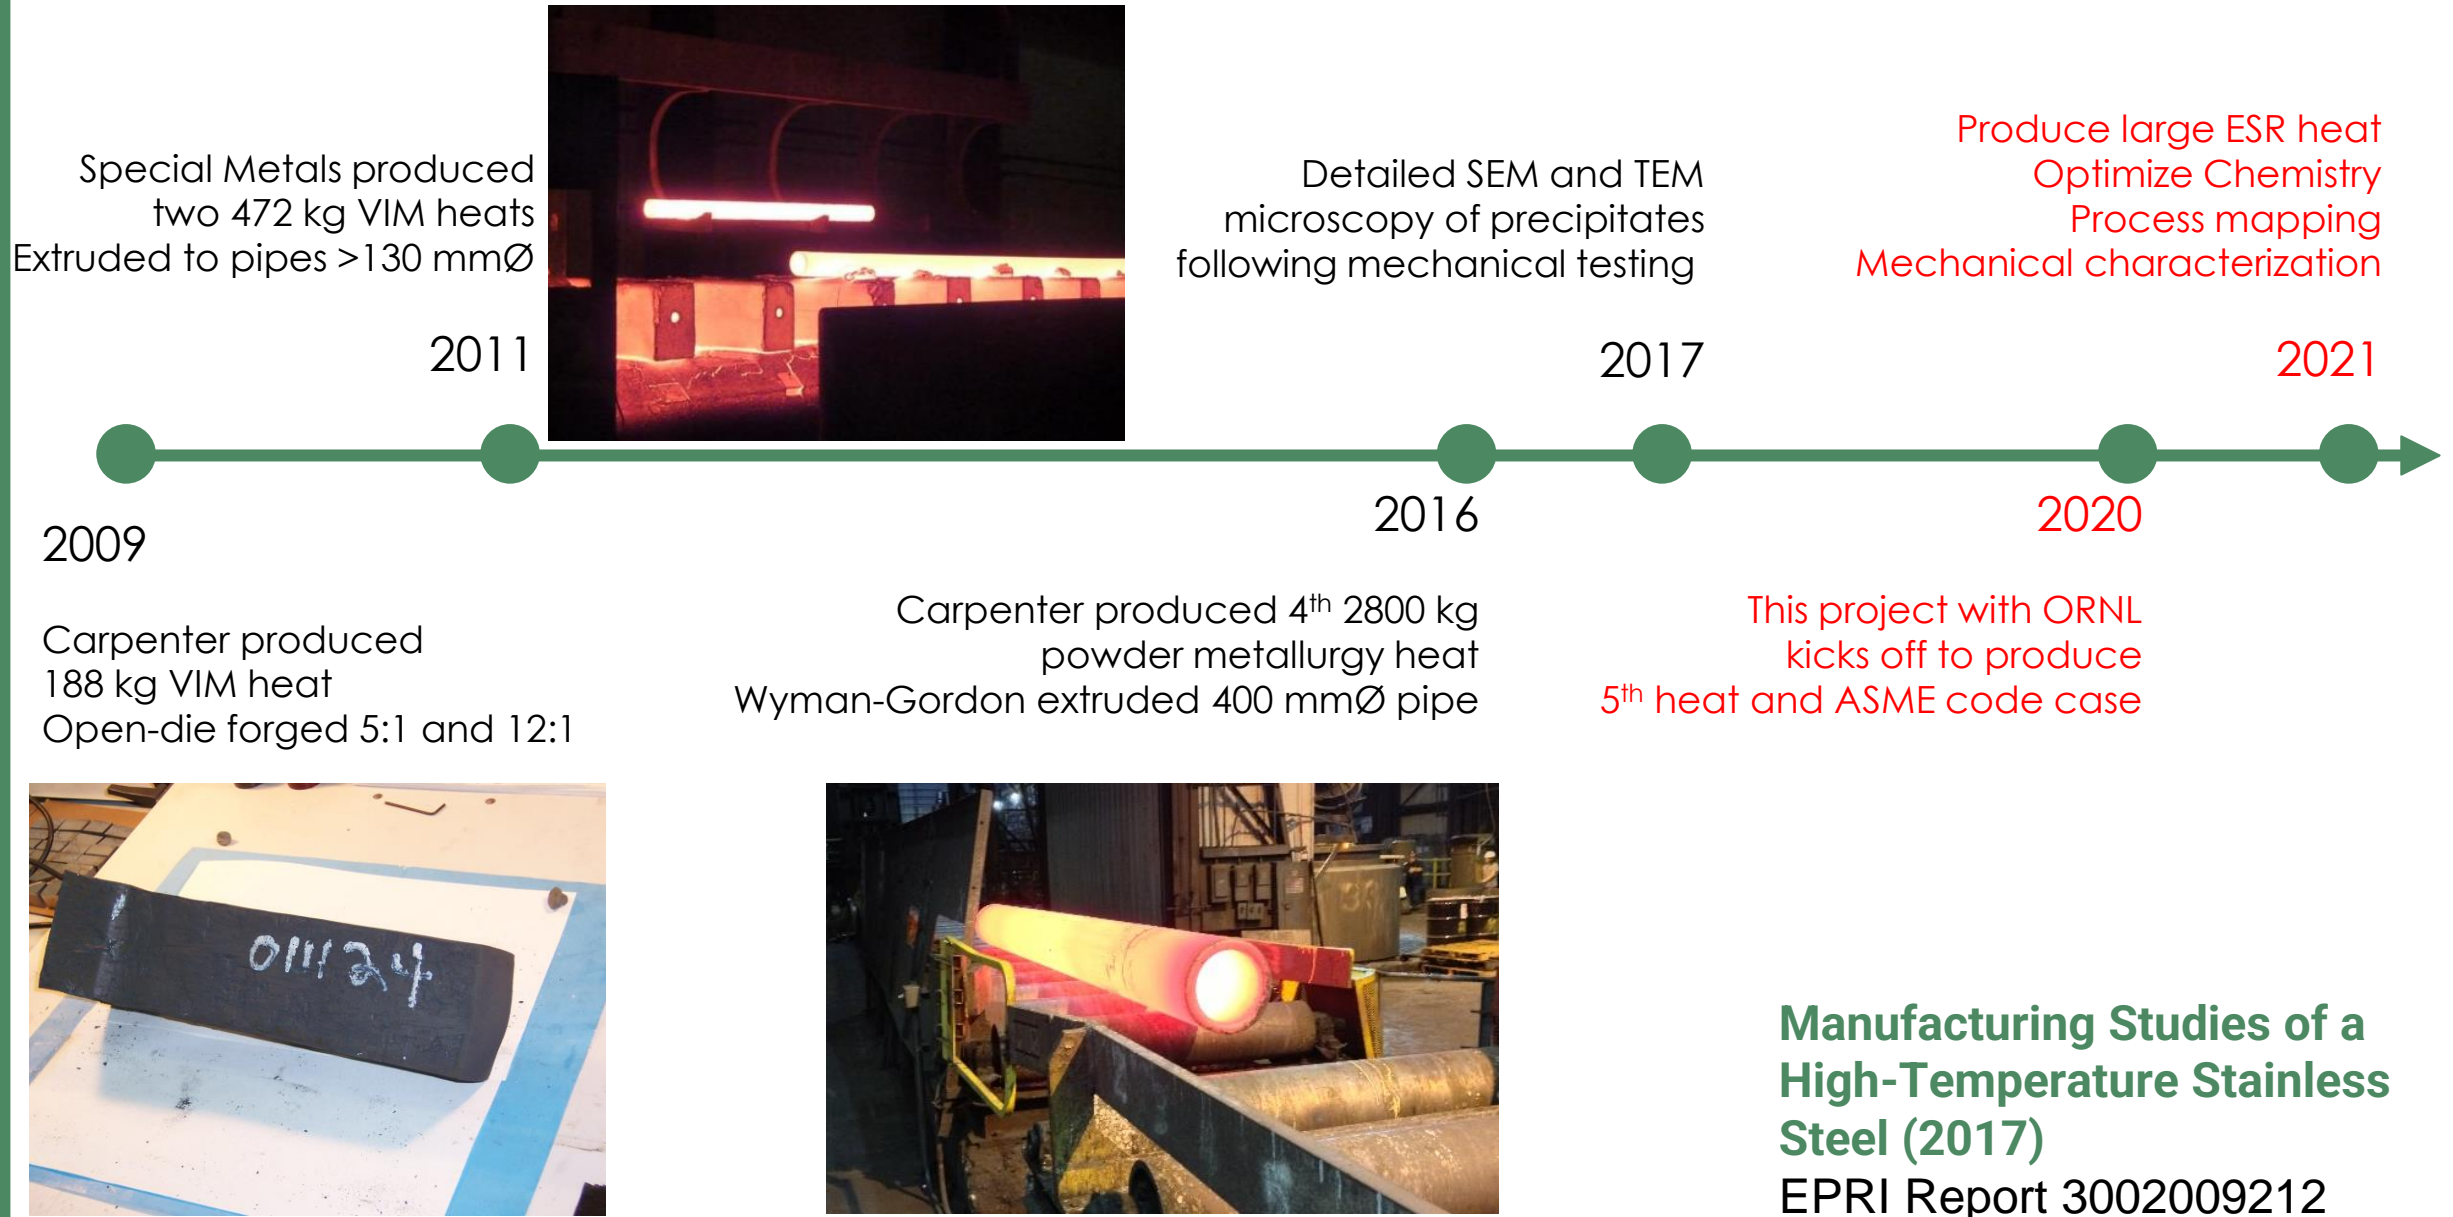 Special Metals produced
two 472 kg VIM heats
Extruded to pipes >130 mmØ
2011
Detailed SEM and TEM
microscopy of precipitates
following mechanical testing
2017
Produce large ESR heat
Optimize Chemistry
Process mapping
Mechanical characterization
2021
2009
Carpenter produced
188 kg VIM heat
Open-die forged 5:1 and 12:1
2016
Carpenter produced 4th 2800 kg
powder metallurgy heat
Wyman-Gordon extruded 400 mmØ pipe
2020
This project with ORNL
kicks off to produce
5th heat and ASME code case
011124
Manufacturing Studies of a
High-Temperature Stainless
Steel (2017)
EPRI Report 3002009212